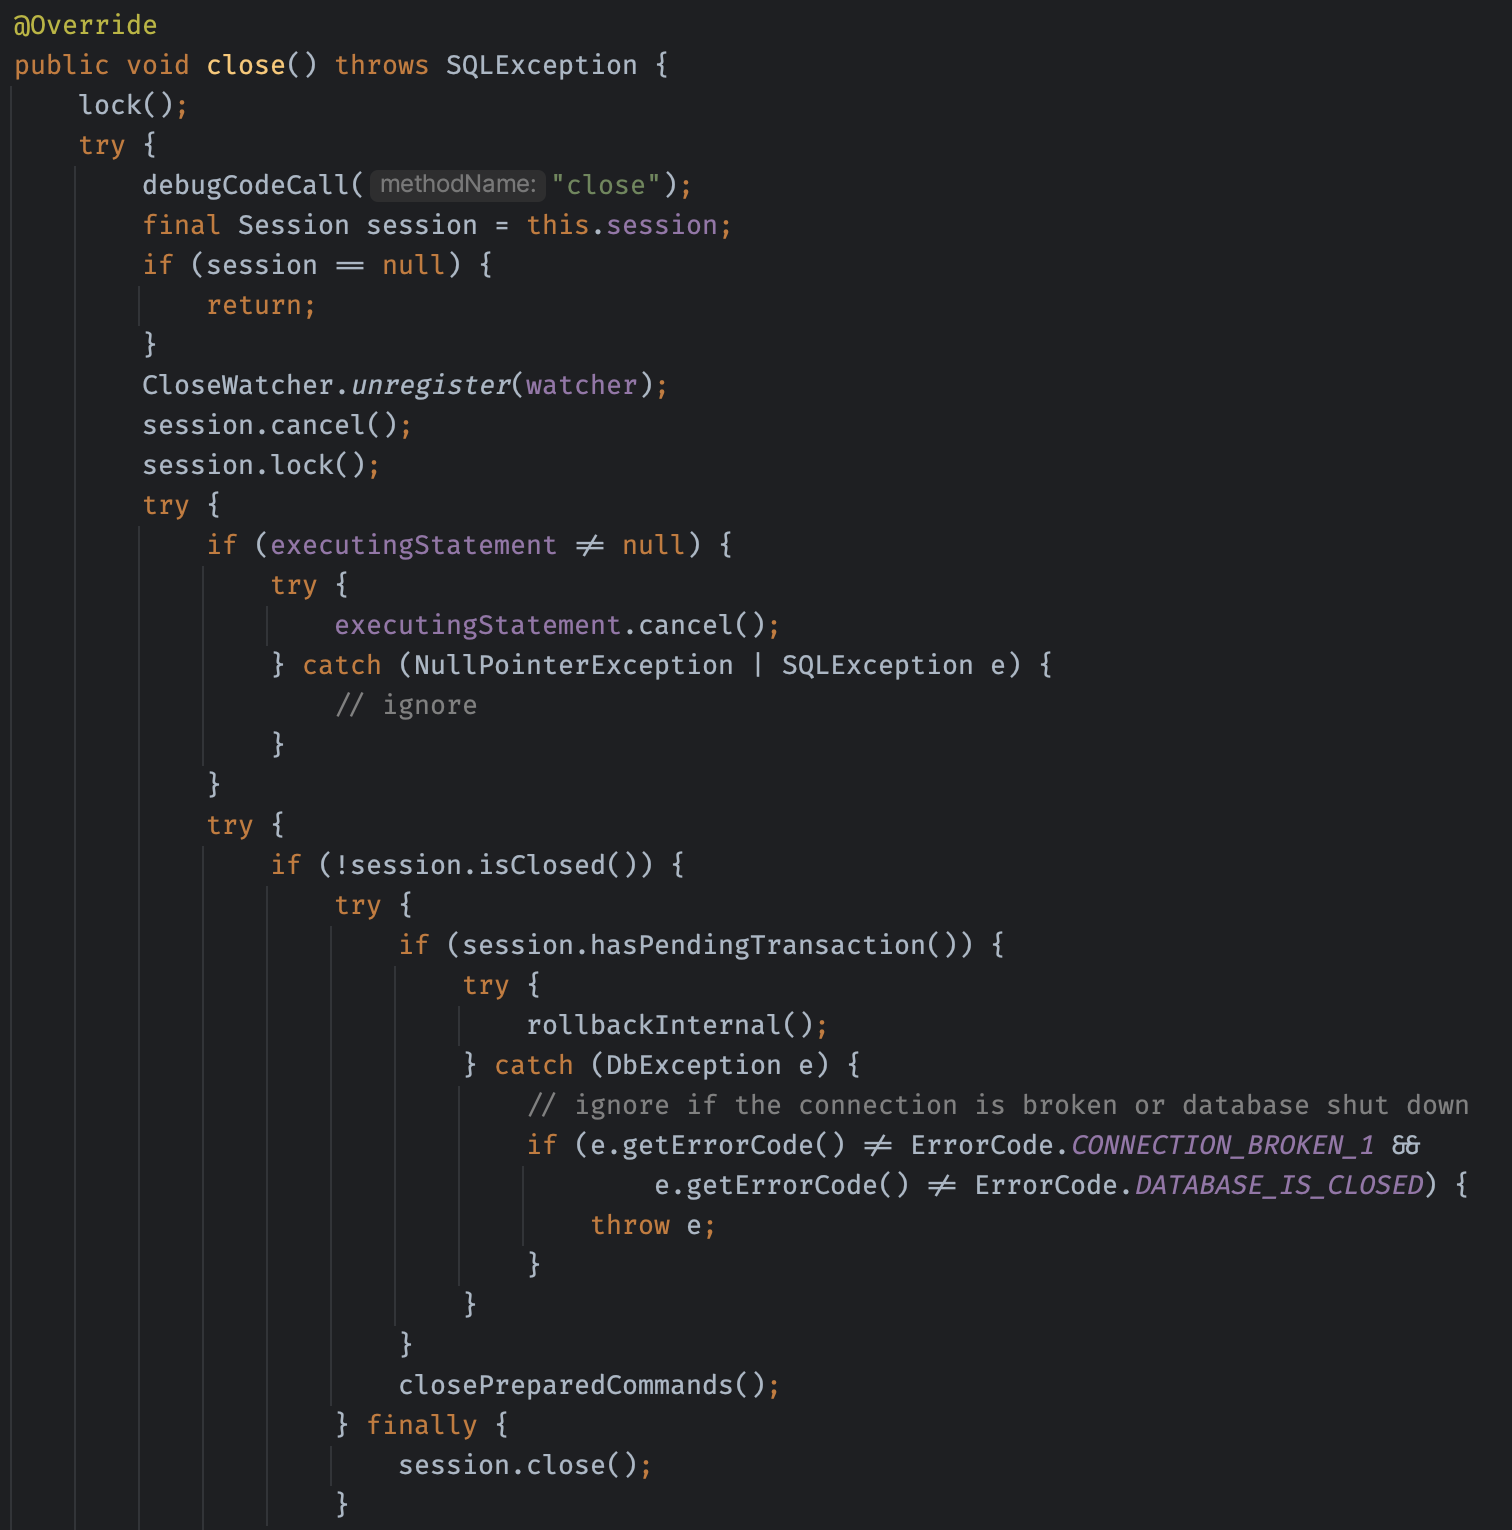 @Override
public void close() throws SQLException {
    lock();
    try {
        debugCodeCall( methodName: "close");
        final Session session = this.session;
        if (session == null) {
            return;
        }
        CloseWatcher.unregister(watcher);
        session.cancel();
        session.lock();
        try {
            if (executingStatement != null) {
                try {
                    executingStatement.cancel();
                } catch (NullPointerException | SQLException e) {
                    // ignore
                }
            }
            try {
                if (!session.isClosed()) {
                    try {
                        if (session.hasPendingTransaction()) {
                            try {
                                rollbackInternal();
                            } catch (DbException e) {
                                // ignore if the connection is broken or database shut down
                                if (e.getErrorCode() != ErrorCode.CONNECTION_BROKEN_1 &&
                                        e.getErrorCode() != ErrorCode.DATABASE_IS_CLOSED) {
                                    throw e;
                                }
                            }
                        }
                        closePreparedCommands();
                    } finally {
                        session.close();
                    }